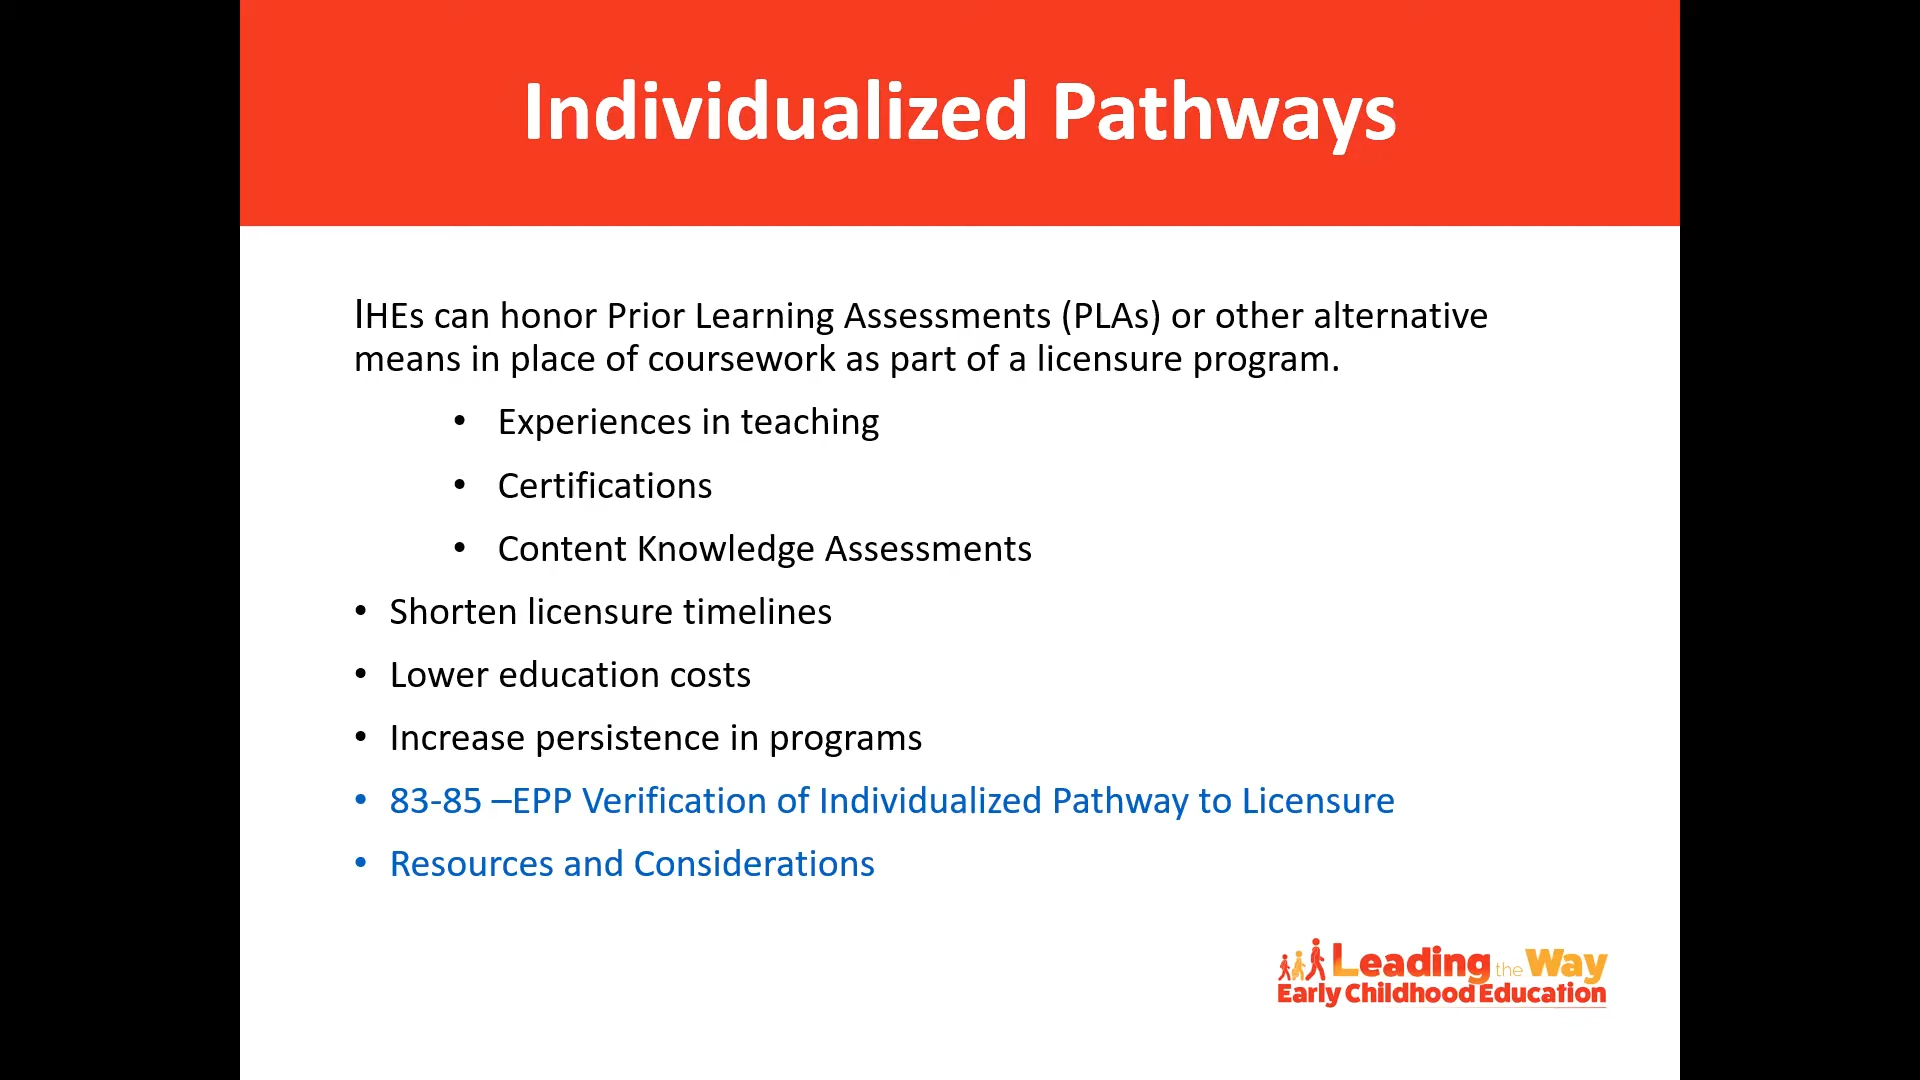 Individualized Pathways
IHEs can honor Prior Learning Assessments (PLAs) or other alternative
means in place of coursework as part of a licensure program.
• Experiences in teaching
• Certifications
• Content Knowledge Assessments
• Shorten licensure timelines
• Lower education costs
• Increase persistence in programs
• 83-85 –EPP Verification of Individualized Pathway to Licensure
• Resources and Considerations
Leading the Way
Early Childhood Education